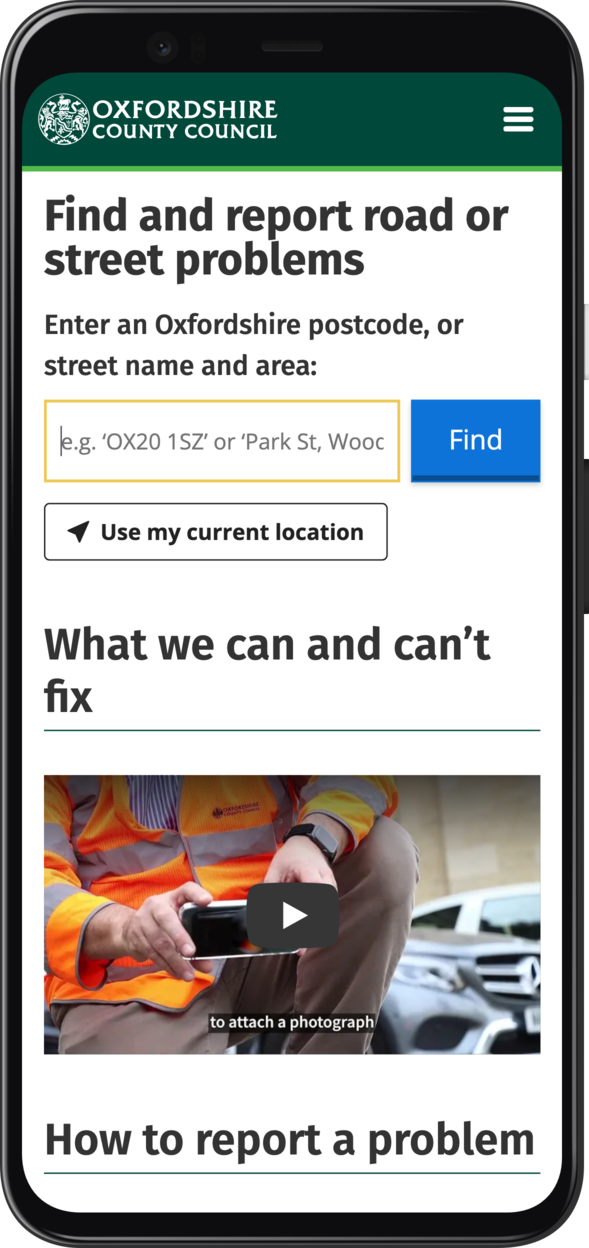 OXFORDSHIRE
COUNTY COUNCIL
Find and report road or
street problems
Enter an Oxfordshire postcode, or
street name and area:
e.g. ‘OX20 1SZ’ or ‘Park St, Wooc
Find
Use my current location
What we can and can’t
fix
OXFORDSHIRE
COUNTY COUNCIL
to attach a photograph
How to report a problem